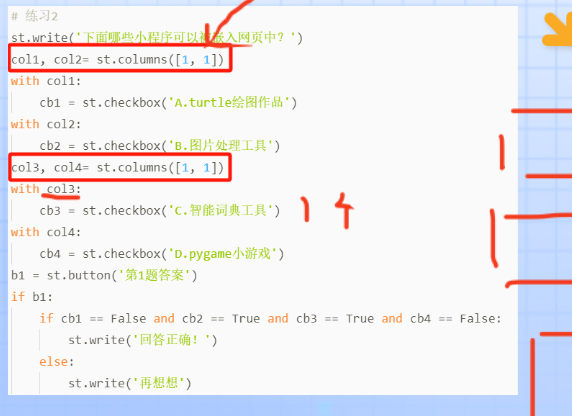 # 练习2
st.write('下面哪些小程序可以被嵌入网页中？')
col1, col2= st.columns([1, 1])
with col1:
    cb1 = st.checkbox('A.turtle绘图作品')
with col2:
    cb2 = st.checkbox('B.图片处理工具')
col3, col4= st.columns([1, 1])
with col3:
    cb3 = st.checkbox('C.智能词典工具')
with col4:
    cb4 = st.checkbox('D.pygame小游戏')
b1 = st.button('第1题答案')
if b1:
    if cb1 == False and cb2 == True and cb3 == True and cb4 == False:
        st.write('回答正确！')
    else:
        st.write('再想想')